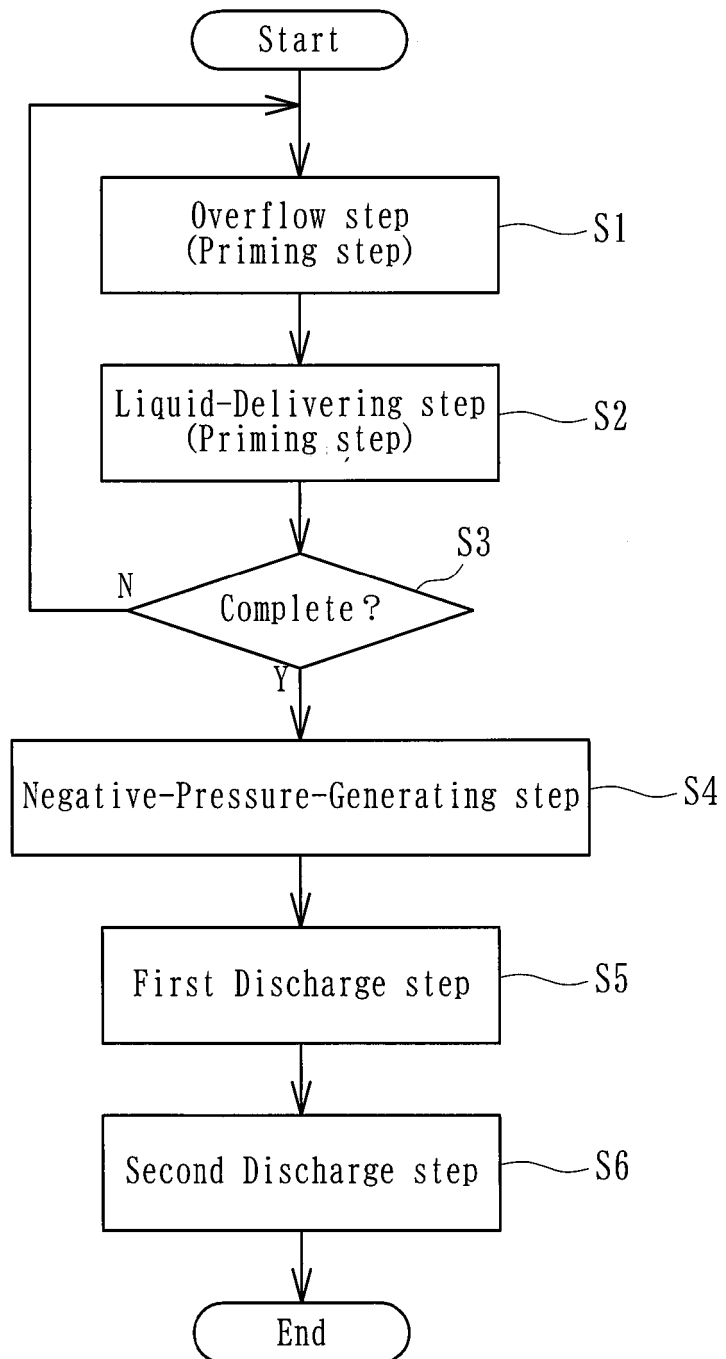 Start
Overflow step
(Priming step)
S1
Liquid-Delivering step
(Priming step)
S2
S3
N
Complete?
Y
Negative-Pressure-Generating step
S4
First Discharge step
S5
Second Discharge step
S6
End